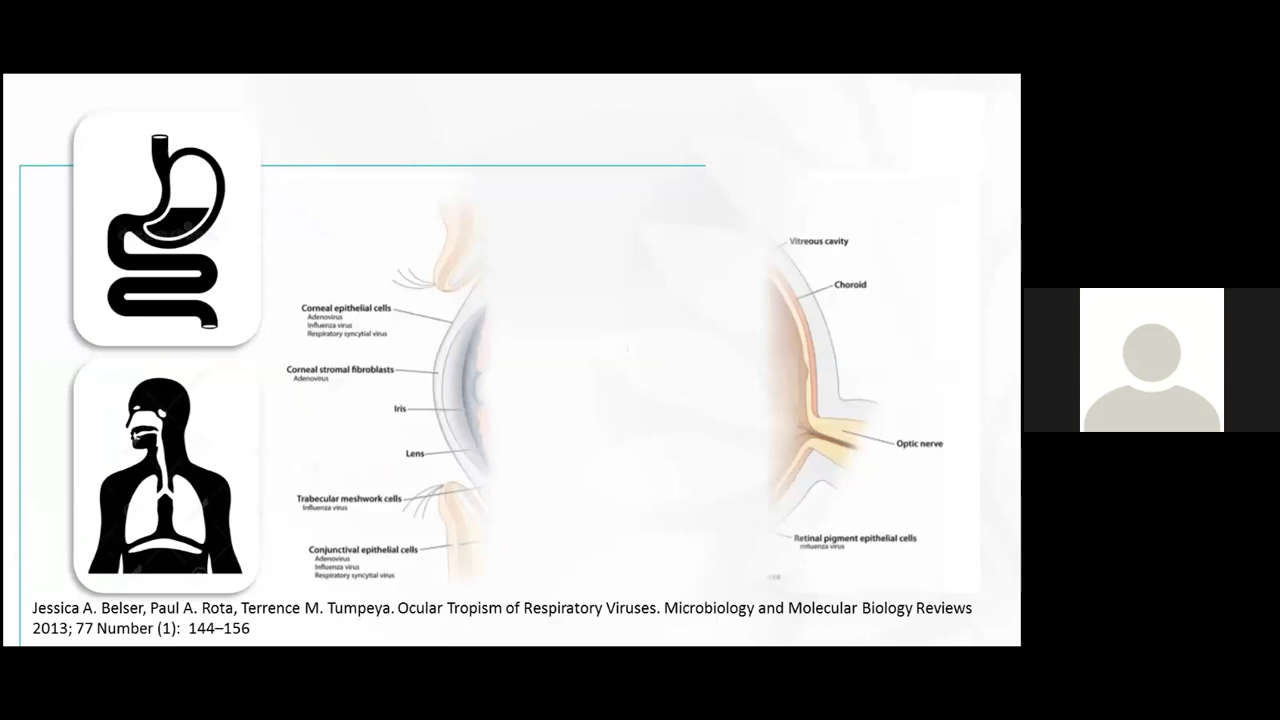 Vitreous cavity
Choroid
Corneal epithelial cells
Adenovirus
Influenza virus
Respiratory syncytial virus
Corneal stromal fibroblasts
Adenovirus
Iris
Optic nerve
Lens
Trabecular meshwork cells
Influenza virus
Retinal pigment epithelial cells
Influenza virus
Conjunctival epithelial cells
Adenovirus
Influenza virus
Respiratory syncytial virus
Jessica A. Belser, Paul A. Rota, Terrence M. Tumpeya. Ocular Tropism of Respiratory Viruses. Microbiology and Molecular Biology Reviews
2013; 77 Number (1): 144–156